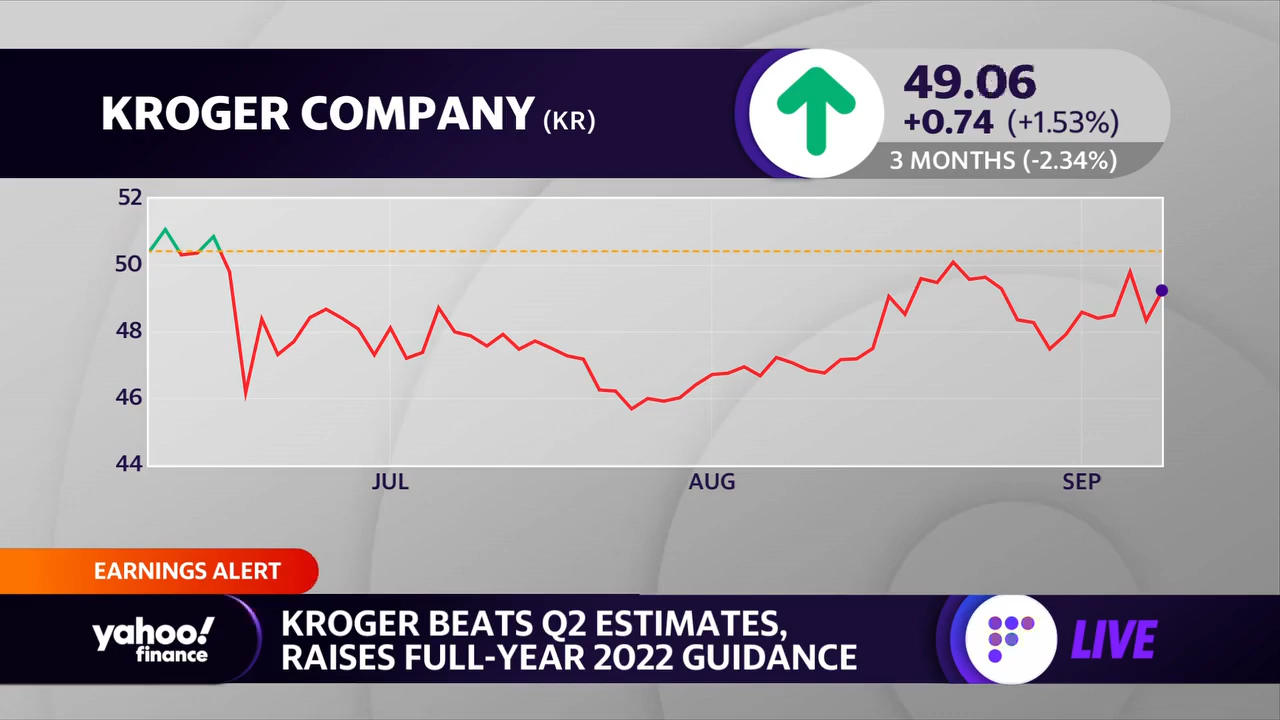 KROGER COMPANY (KR)
49.06
+0.74 (+1.53%)
3 MONTHS (-2.34%)
52
50
48
46
44
JUL AUG SEP
EARNINGS ALERT
yahoo!
finance
KROGER BEATS Q2 ESTIMATES,
RAISES FULL-YEAR 2022 GUIDANCE
LIVE